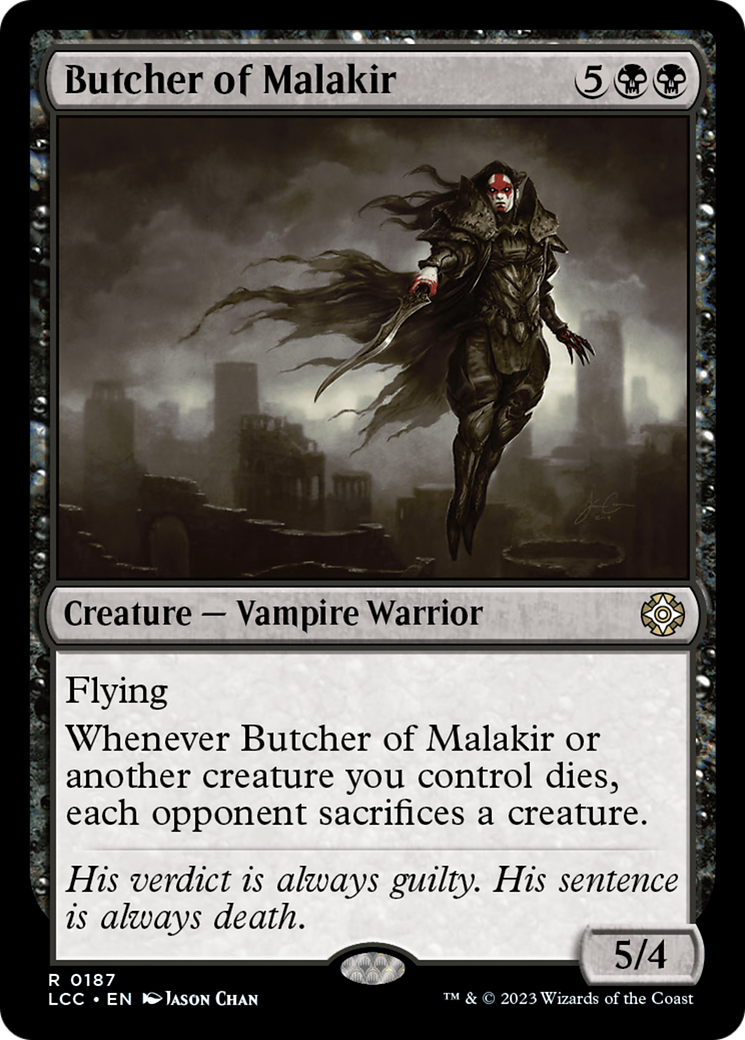 Butcher of Malakir 5
Creature — Vampire Warrior
Flying
Whenever Butcher of Malakir or
another creature you control dies,
each opponent sacrifices a creature.
His verdict is always guilty. His sentence
is always death.
5/4
R 0187
LCC • EN Jason Chan
™ & © 2023 Wizards of the Coast